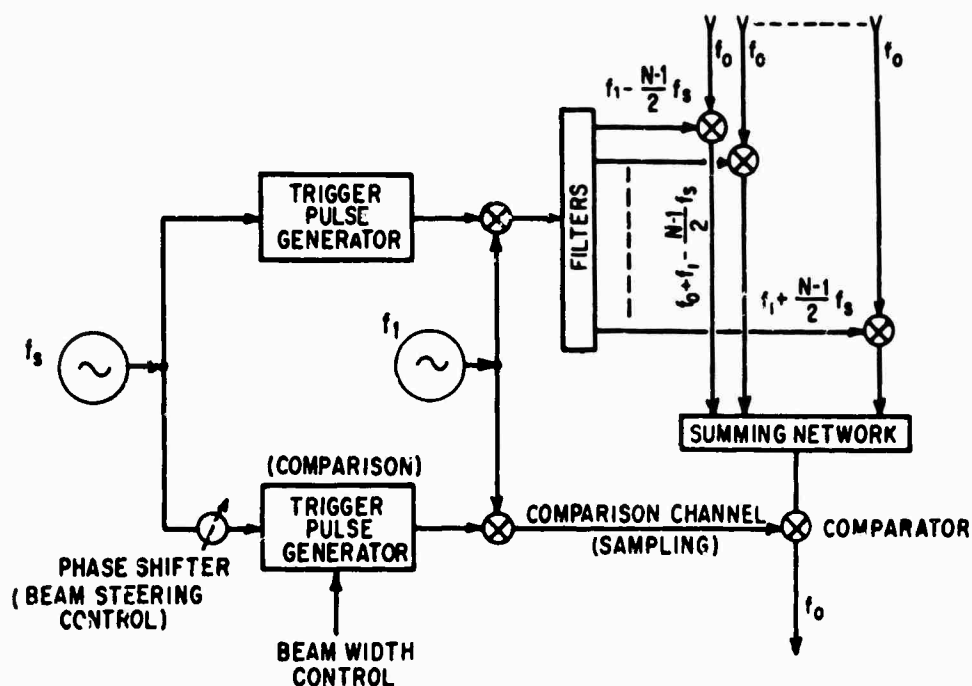 f₀ f₀ f₀
f₁ - N-1/2 fₛ
TRIGGER
PULSE
GENERATOR
FILTERS
f₀+f₁ - N-1/2 fₛ
f₁ + N-1/2 fₛ
fₛ
f₁
SUMMING NETWORK
(COMPARISON)
TRIGGER
PULSE
GENERATOR
COMPARISON CHANNEL
(SAMPLING)
COMPARATOR
PHASE SHIFTER
(BEAM STEERING
CONTROL)
f₀
BEAM WIDTH
CONTROL